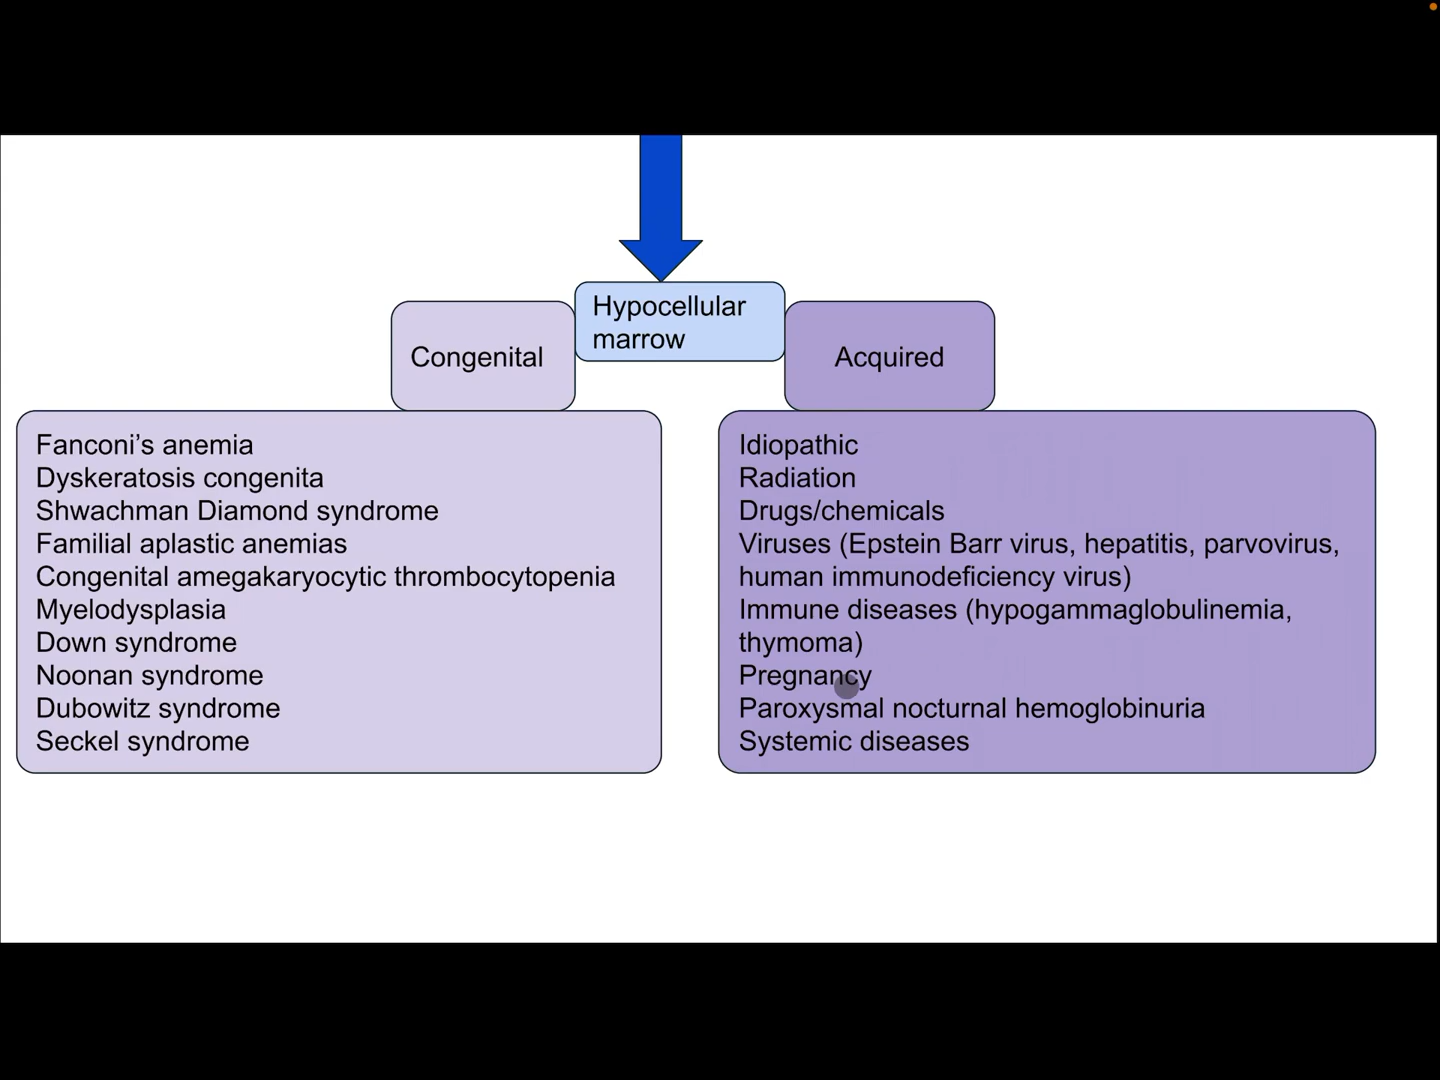 Hypocellular
marrow
Congenital
Acquired
Fanconi’s anemia
Dyskeratosis congenita
Shwachman Diamond syndrome
Familial aplastic anemias
Congenital amegakaryocytic thrombocytopenia
Myelodysplasia
Down syndrome
Noonan syndrome
Dubowitz syndrome
Seckel syndrome
Idiopathic
Radiation
Drugs/chemicals
Viruses (Epstein Barr virus, hepatitis, parvovirus,
human immunodeficiency virus)
Immune diseases (hypogammaglobulinemia,
thymoma)
Pregnancy
Paroxysmal nocturnal hemoglobinuria
Systemic diseases